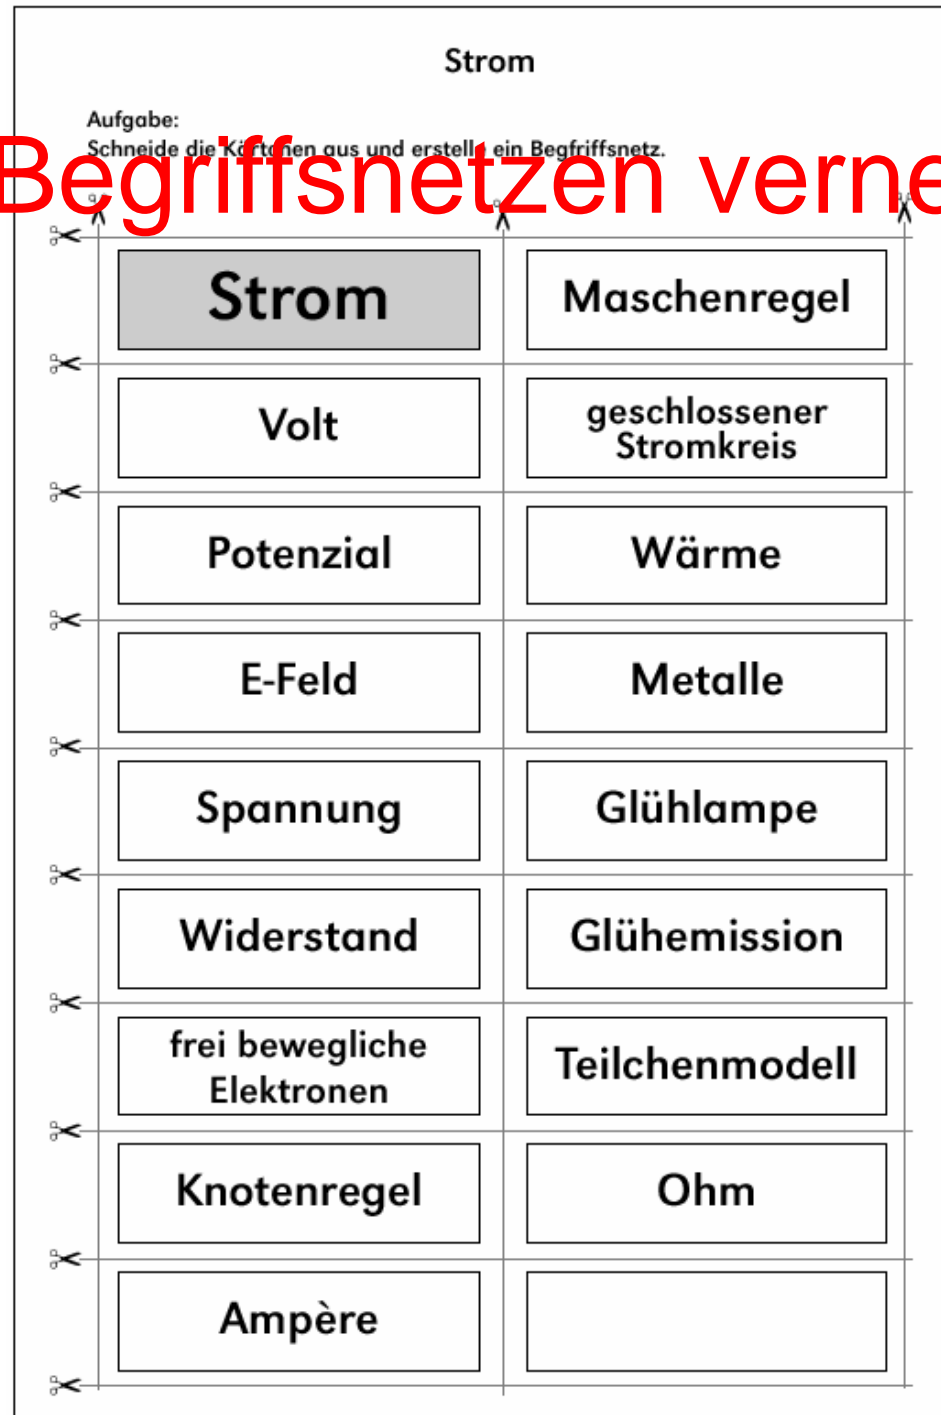 Strom
Aufgabe:
Schneide die Kärtchen aus und erstelle ein Begfriffsnetz.
Begriffsnetzen verne
Strom
Maschenregel
Volt
geschlossener
Stromkreis
Potenzial
Wärme
E-Feld
Metalle
Spannung
Glühlampe
Widerstand
Glühemission
frei bewegliche
Elektronen
Teilchenmodell
Knotenregel
Ohm
Ampère